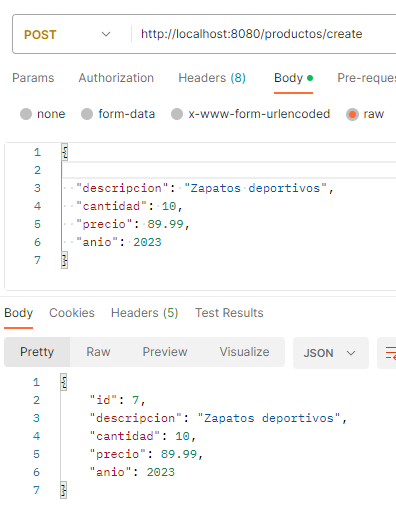 POST http://localhost:8080/productos/create
Params Authorization Headers (8) Body Pre-reques
none form-data x-www-form-urlencoded raw
1 {
2
3 "descripcion": "Zapatos deportivos",
4 "cantidad": 10,
5 "precio": 89.99,
6 "anio": 2023
7 }
Body Cookies Headers (5) Test Results
Pretty Raw Preview Visualize JSON
1 {
2 "id": 7,
3 "descripcion": "Zapatos deportivos",
4 "cantidad": 10,
5 "precio": 89.99,
6 "anio": 2023
7 }